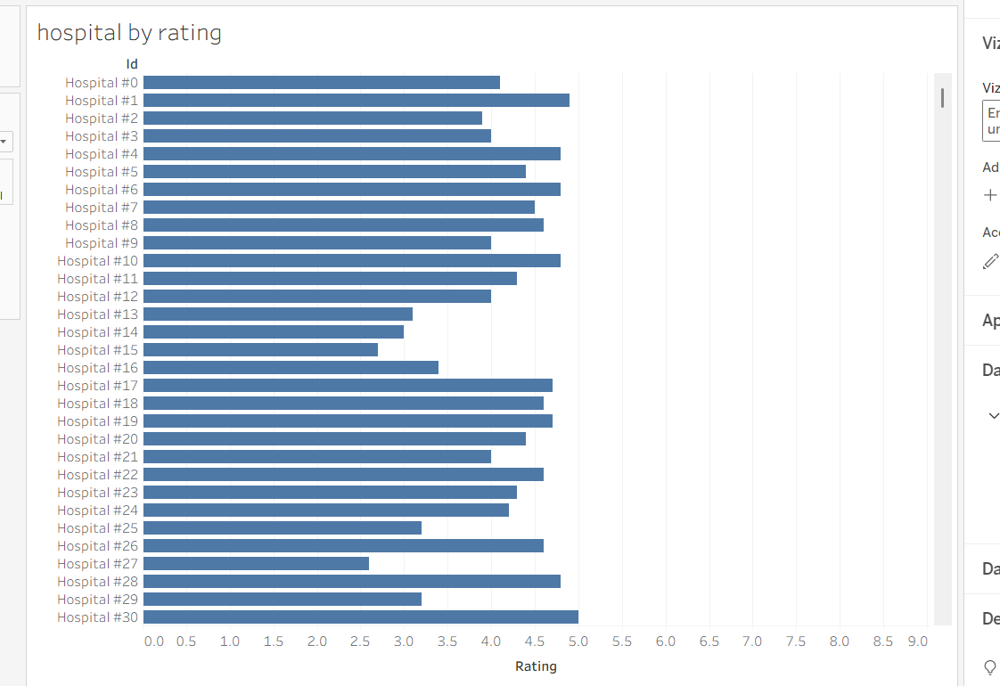 hospital by rating
Id
Hospital #0
Hospital #1
Hospital #2
Hospital #3
Hospital #4
Hospital #5
Hospital #6
Hospital #7
Hospital #8
Hospital #9
Hospital #10
Hospital #11
Hospital #12
Hospital #13
Hospital #14
Hospital #15
Hospital #16
Hospital #17
Hospital #18
Hospital #19
Hospital #20
Hospital #21
Hospital #22
Hospital #23
Hospital #24
Hospital #25
Hospital #26
Hospital #27
Hospital #28
Hospital #29
Hospital #30
0.0 0.5 1.0 1.5 2.0 2.5 3.0 3.5 4.0 4.5 5.0 5.5 6.0 6.5 7.0 7.5 8.0 8.5 9.0
Rating